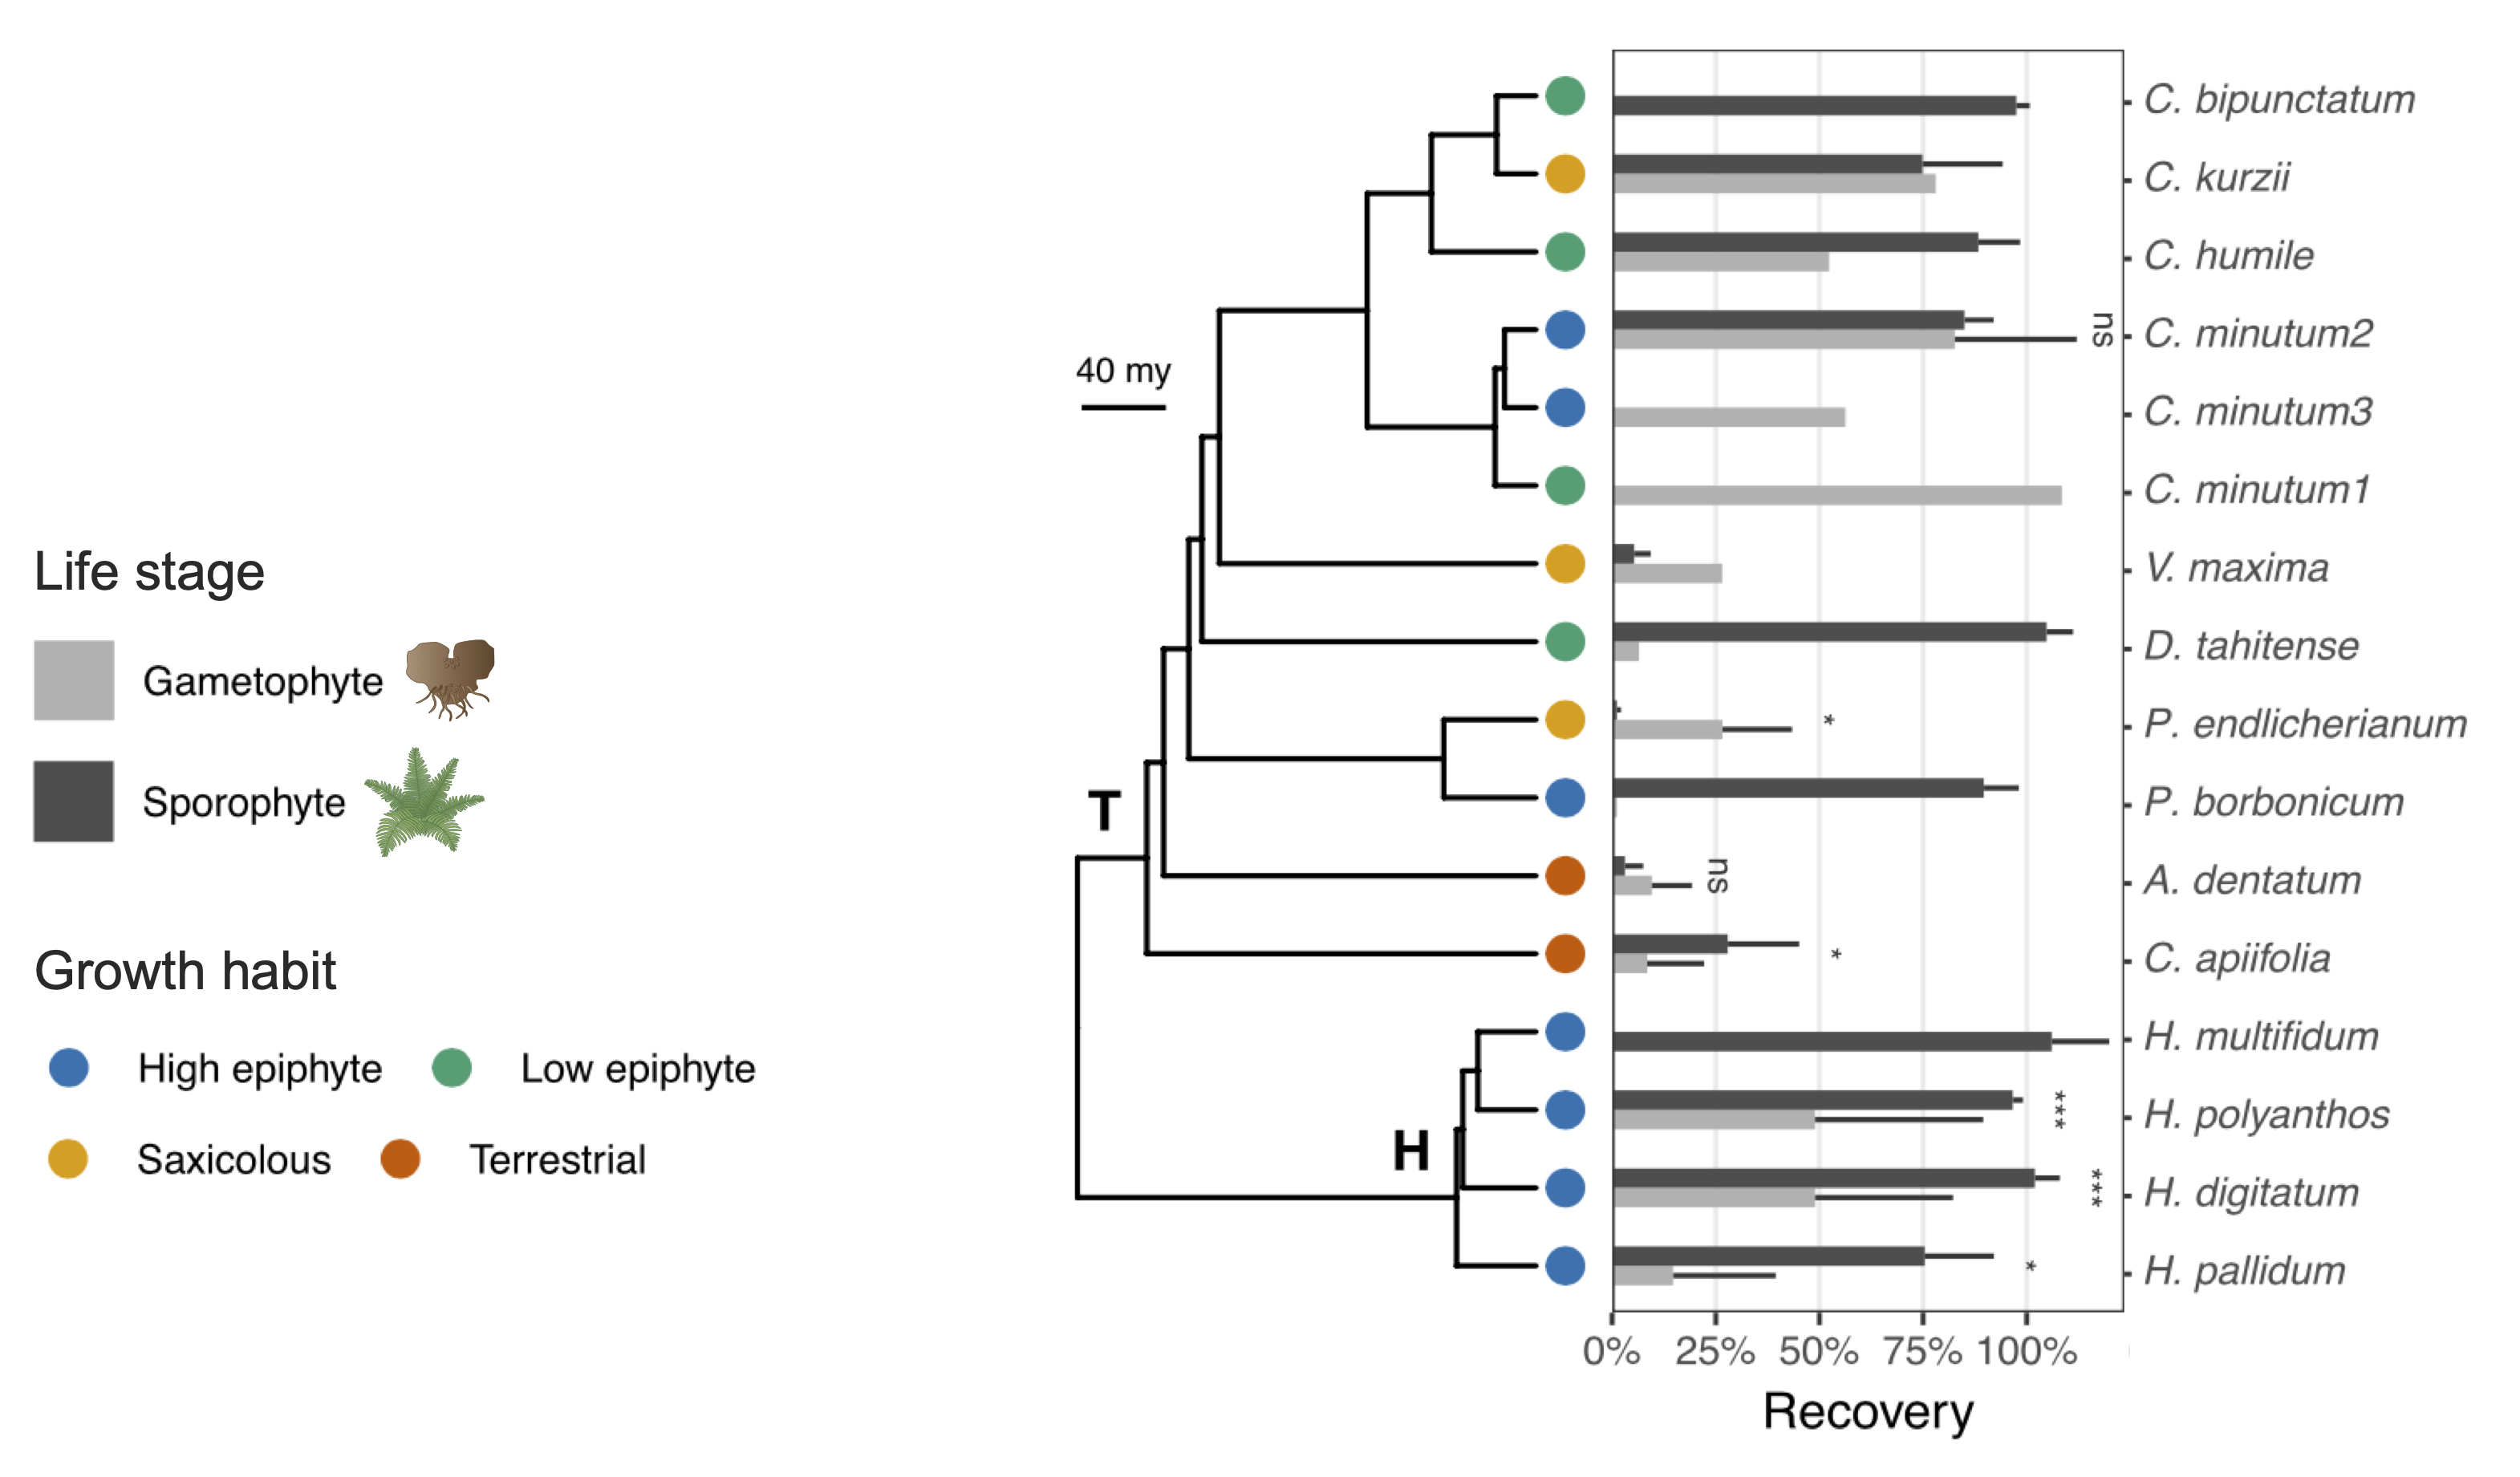 Life stage
Gametophyte
Sporophyte
Growth habit
High epiphyte
Low epiphyte
Saxicolous
Terrestrial
40 my
T
H
C. bipunctatum
C. kurzii
C. humile
ns
C. minutum2
C. minutum3
C. minutum1
V. maxima
D. tahitense
*
P. endlicherianum
P. borbonicum
ns
A. dentatum
*
C. apiifolia
H. multifidum
***
H. polyanthos
***
H. digitatum
*
H. pallidum
0% 25% 50% 75% 100%
Recovery